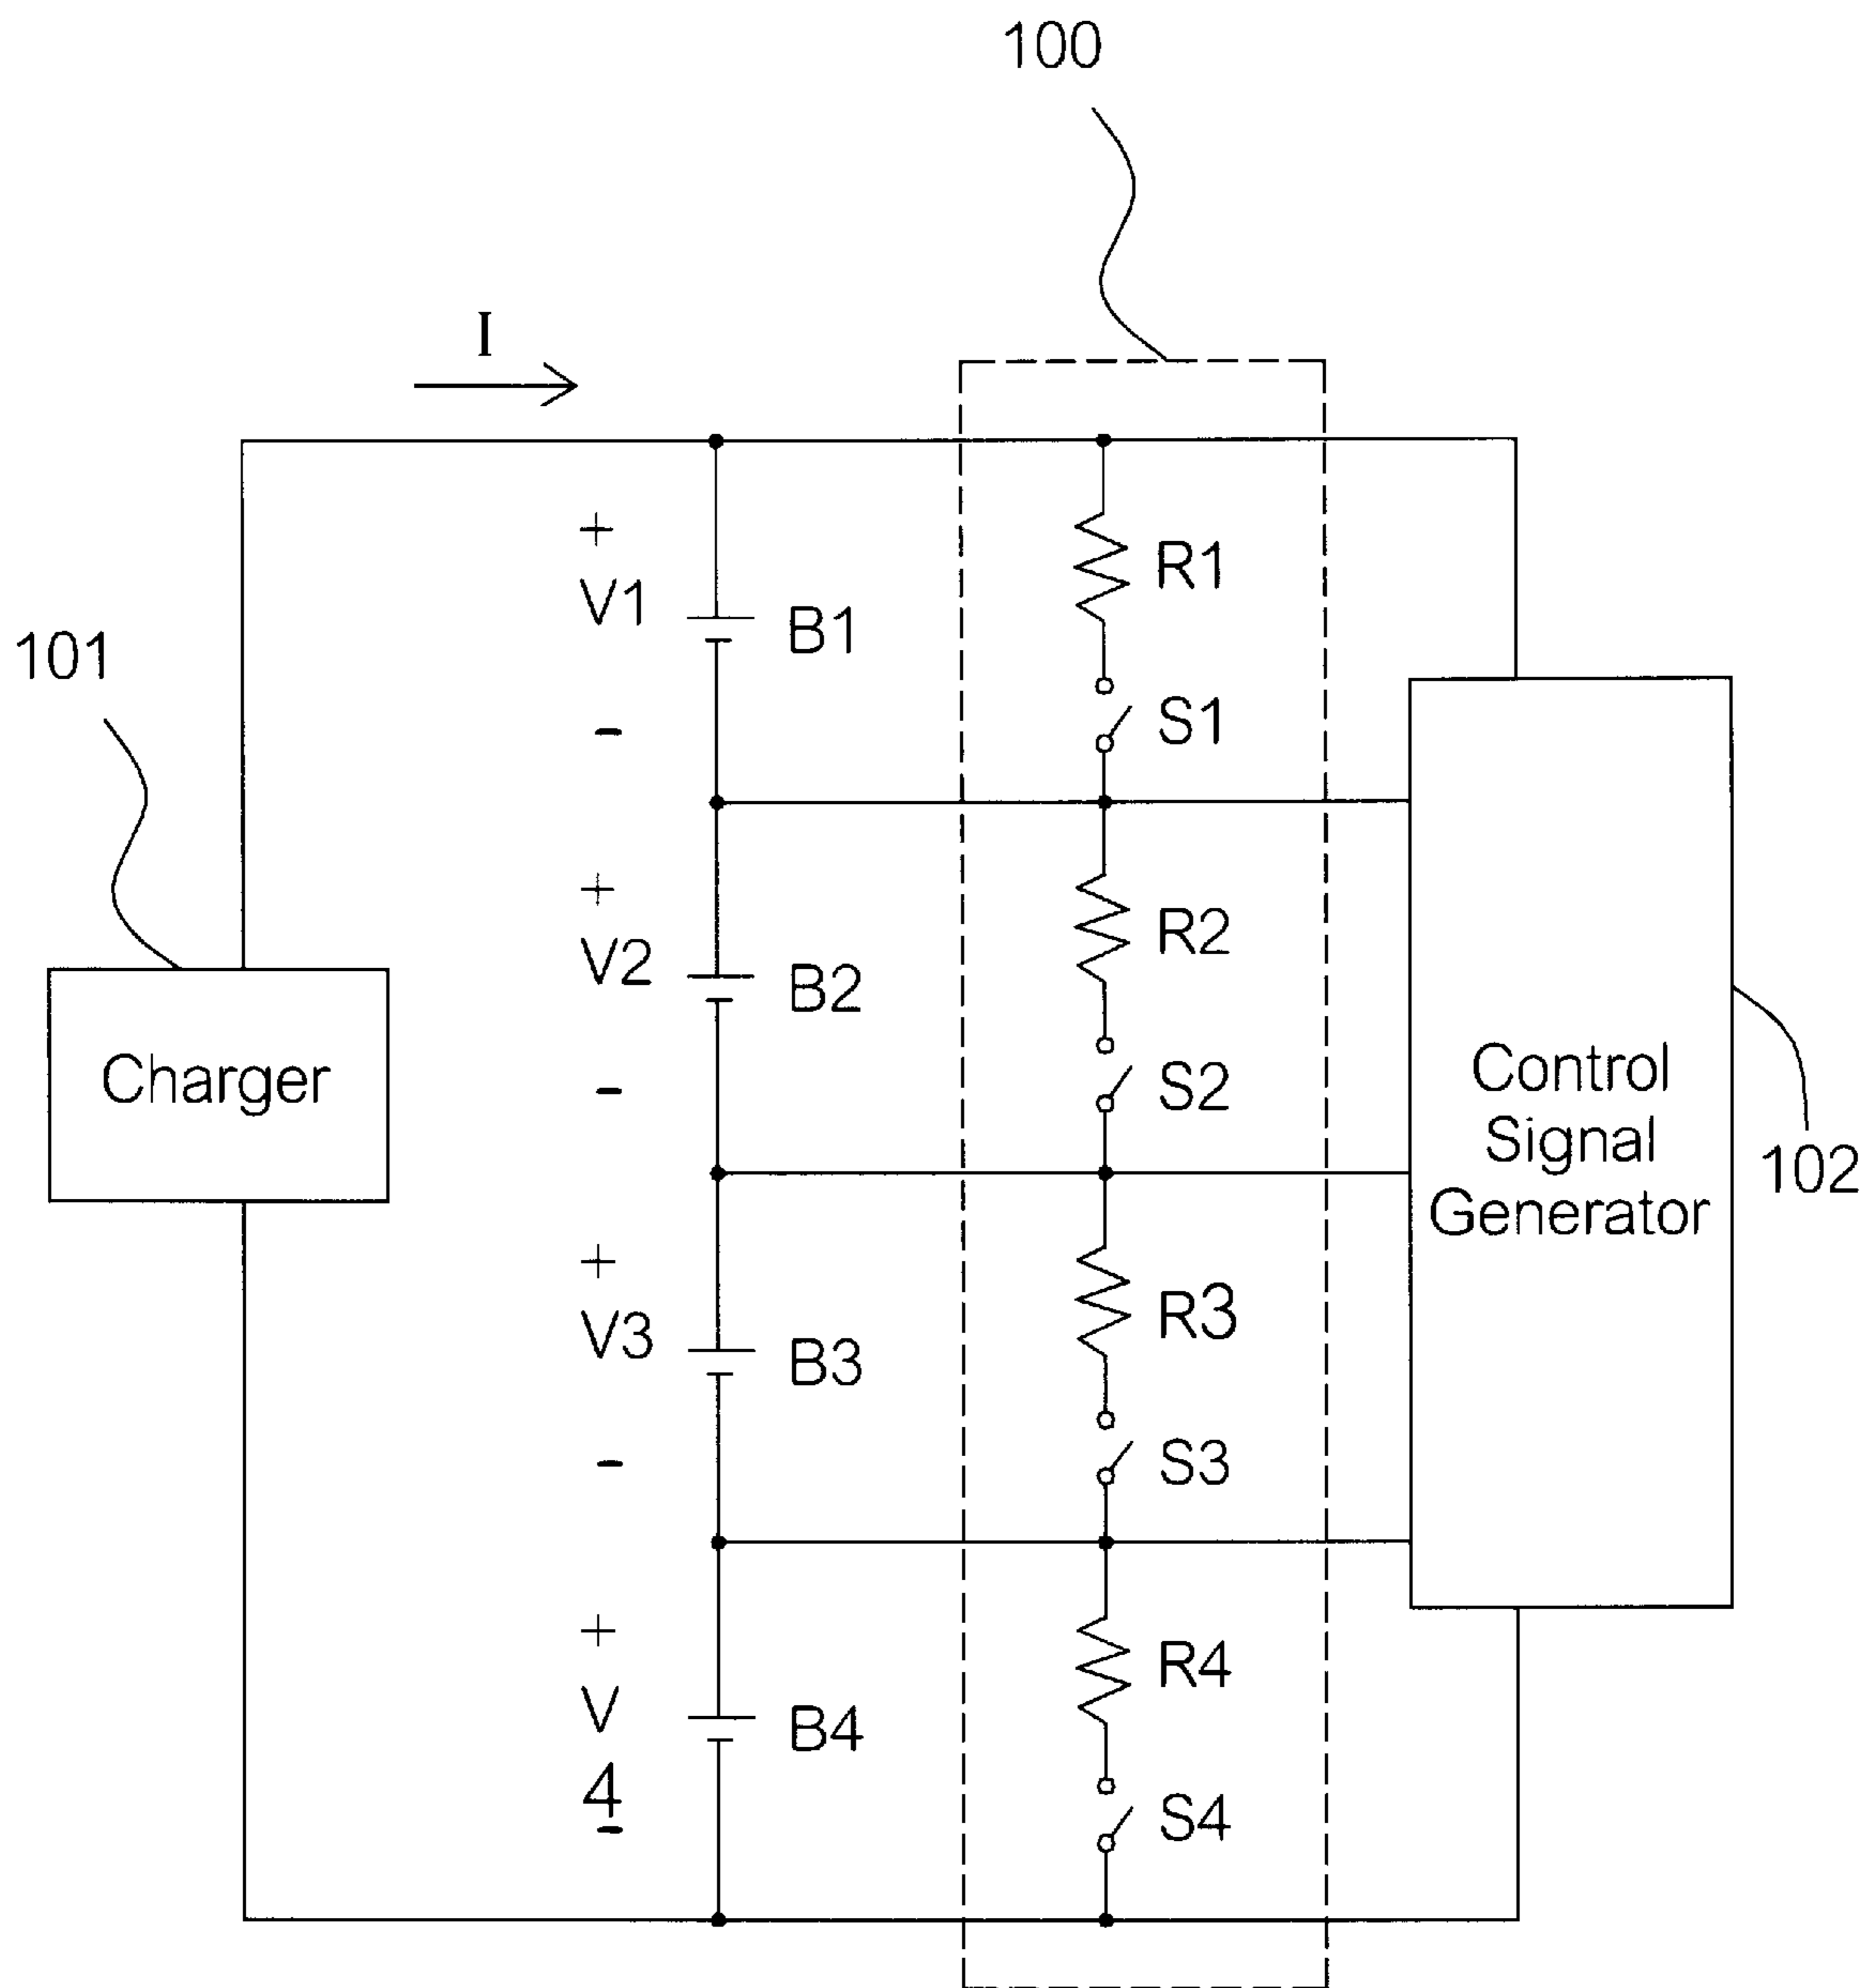 100
I
+
V1
-
B1
R1
S1
101
+
V2
-
B2
R2
S2
Charger
Control
Signal
Generator
102
+
V3
-
B3
R3
S3
+
V
4
-
B4
R4
S4